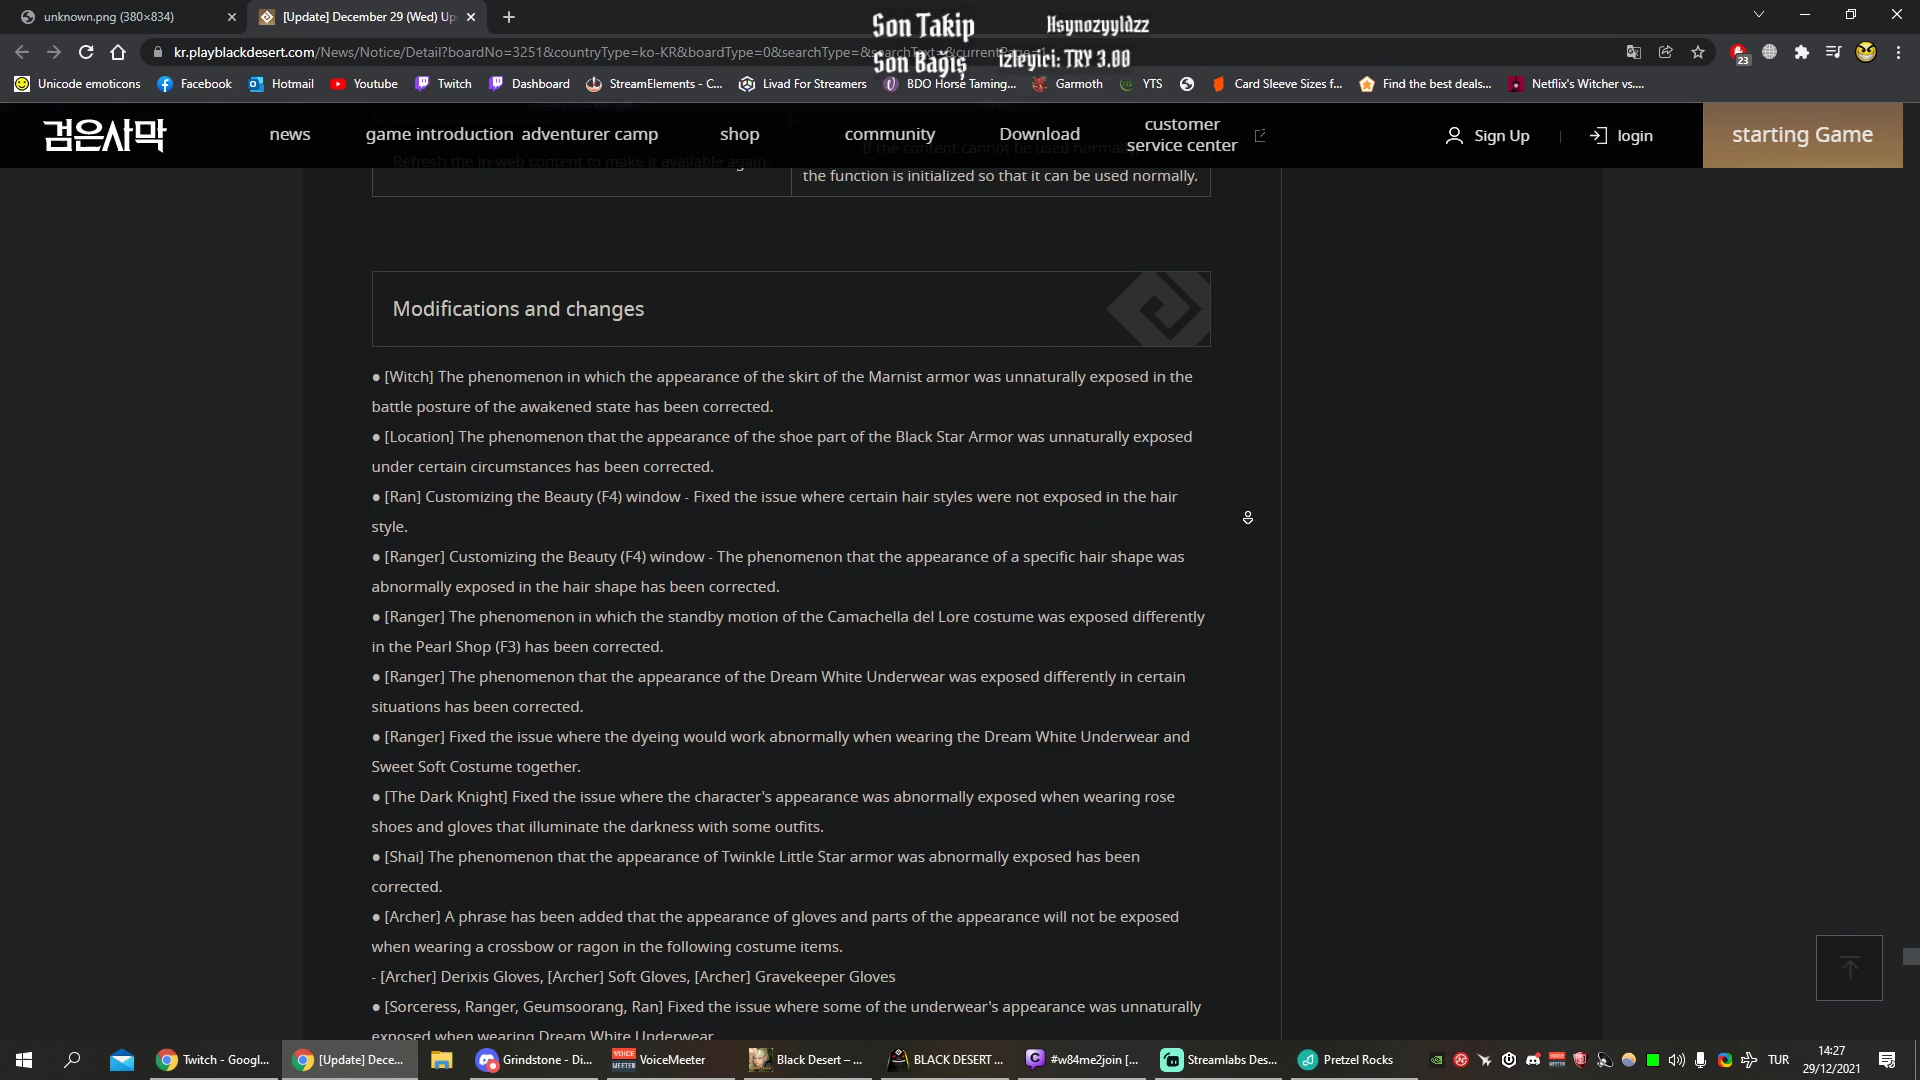 unknown.png (380×834)
[Update] December 29 (Wed) Up
Son Takip
Hsynozyyldzz
kr.playblackdesert.com/News/Notice/Detail?boardNo=3251&countryType=ko-KR&boardType=0&searchType=&searchText=&currentPage=1
Son Bağış
izleyici: TRY 3.00
23
Unicode emoticons
Facebook
Hotmail
Youtube
Twitch
Dashboard
StreamElements - C...
Livad For Streamers
BDO Horse Taming...
Garmoth
YTS
Card Sleeve Sizes f...
Find the best deals...
Netflix's Witcher vs....
검은사막
news
game introduction
adventurer camp
shop
community
Download
customer
service center
Sign Up
login
starting Game
Refresh the in-web content to make it available again.
If the content cannot be used normally
the function is initialized so that it can be used normally.
Modifications and changes
● [Witch] The phenomenon in which the appearance of the skirt of the Marnist armor was unnaturally exposed in the
battle posture of the awakened state has been corrected.
● [Location] The phenomenon that the appearance of the shoe part of the Black Star Armor was unnaturally exposed
under certain circumstances has been corrected.
● [Ran] Customizing the Beauty (F4) window - Fixed the issue where certain hair styles were not exposed in the hair
style.
● [Ranger] Customizing the Beauty (F4) window - The phenomenon that the appearance of a specific hair shape was
abnormally exposed in the hair shape has been corrected.
● [Ranger] The phenomenon in which the standby motion of the Camachella del Lore costume was exposed differently
in the Pearl Shop (F3) has been corrected.
● [Ranger] The phenomenon that the appearance of the Dream White Underwear was exposed differently in certain
situations has been corrected.
● [Ranger] Fixed the issue where the dyeing would work abnormally when wearing the Dream White Underwear and
Sweet Soft Costume together.
● [The Dark Knight] Fixed the issue where the character's appearance was abnormally exposed when wearing rose
shoes and gloves that illuminate the darkness with some outfits.
● [Shai] The phenomenon that the appearance of Twinkle Little Star armor was abnormally exposed has been
corrected.
● [Archer] A phrase has been added that the appearance of gloves and parts of the appearance will not be exposed
when wearing a crossbow or ragon in the following costume items.
- [Archer] Derixis Gloves, [Archer] Soft Gloves, [Archer] Gravekeeper Gloves
● [Sorceress, Ranger, Geumsoorang, Ran] Fixed the issue where some of the underwear's appearance was unnaturally
exposed when wearing Dream White Underwear.
Twitch - Googl...
[Update] Dece...
Grindstone - Di...
VoiceMeeter
Black Desert – ...
BLACK DESERT ...
#w84me2join [...
Streamlabs Des...
Pretzel Rocks
TUR
14:27
29/12/2021